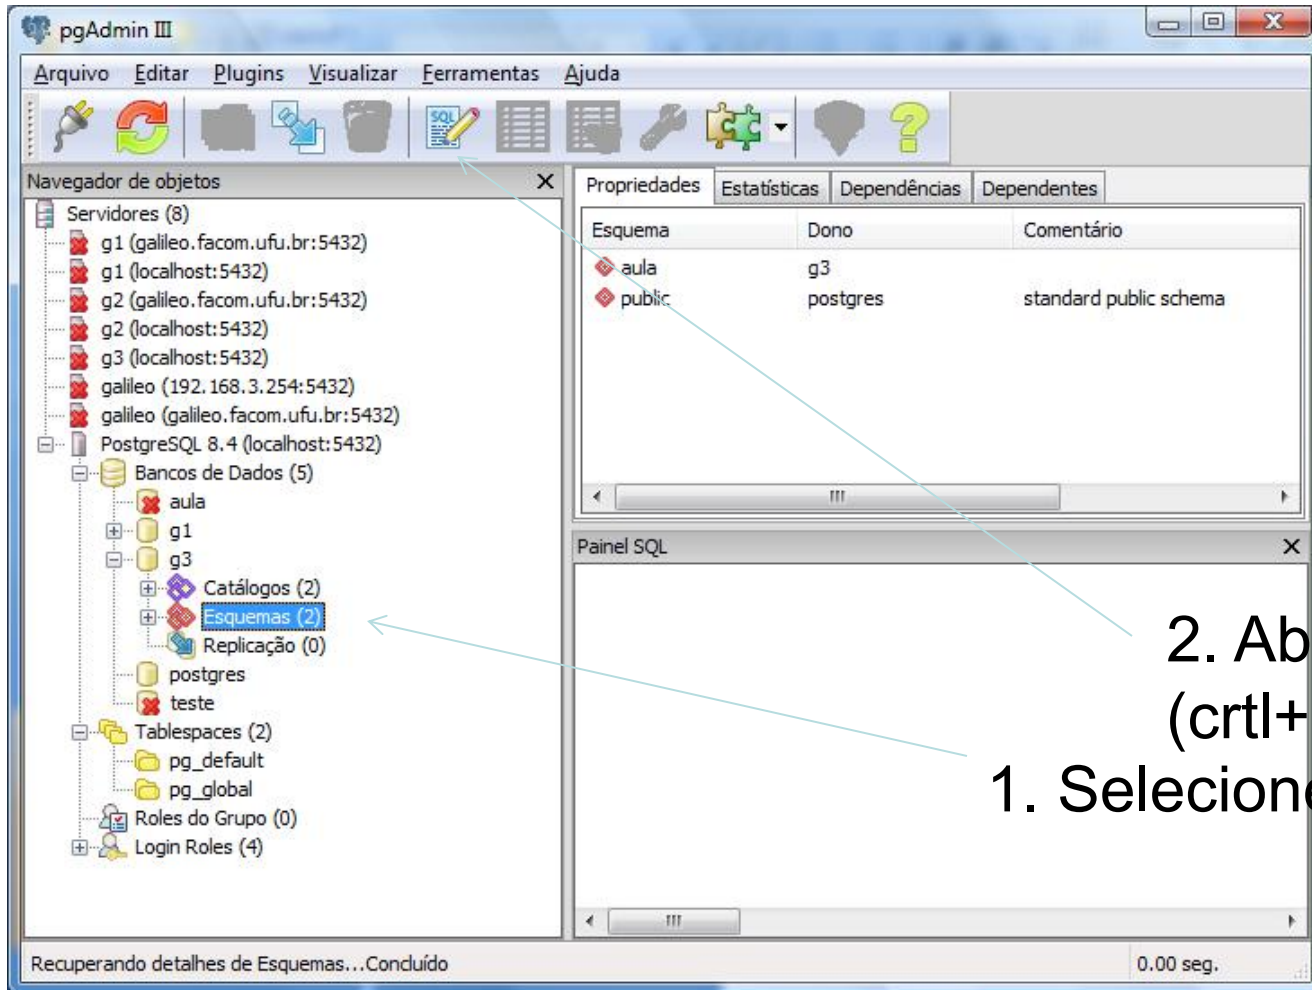 pgAdmin III
Arquivo Editar Plugins Visualizar Ferramentas Ajuda
SQL
Navegador de objetos
Servidores (8)
g1 (galileo.facom.ufu.br:5432)
g1 (localhost:5432)
g2 (galileo.facom.ufu.br:5432)
g2 (localhost:5432)
g3 (localhost:5432)
galileo (192.168.3.254:5432)
galileo (galileo.facom.ufu.br:5432)
PostgreSQL 8.4 (localhost:5432)
Bancos de Dados (5)
aula
g1
g3
Catálogos (2)
Esquemas (2)
Replicação (0)
postgres
teste
Tablespaces (2)
pg_default
pg_global
Roles do Grupo (0)
Login Roles (4)
Propriedades Estatísticas Dependências Dependentes
Esquema Dono Comentário
aula g3
public postgres standard public schema
Painel SQL
2. Ab
(crtl+
1. Selecione
Recuperando detalhes de Esquemas...Concluído 0.00 seg.